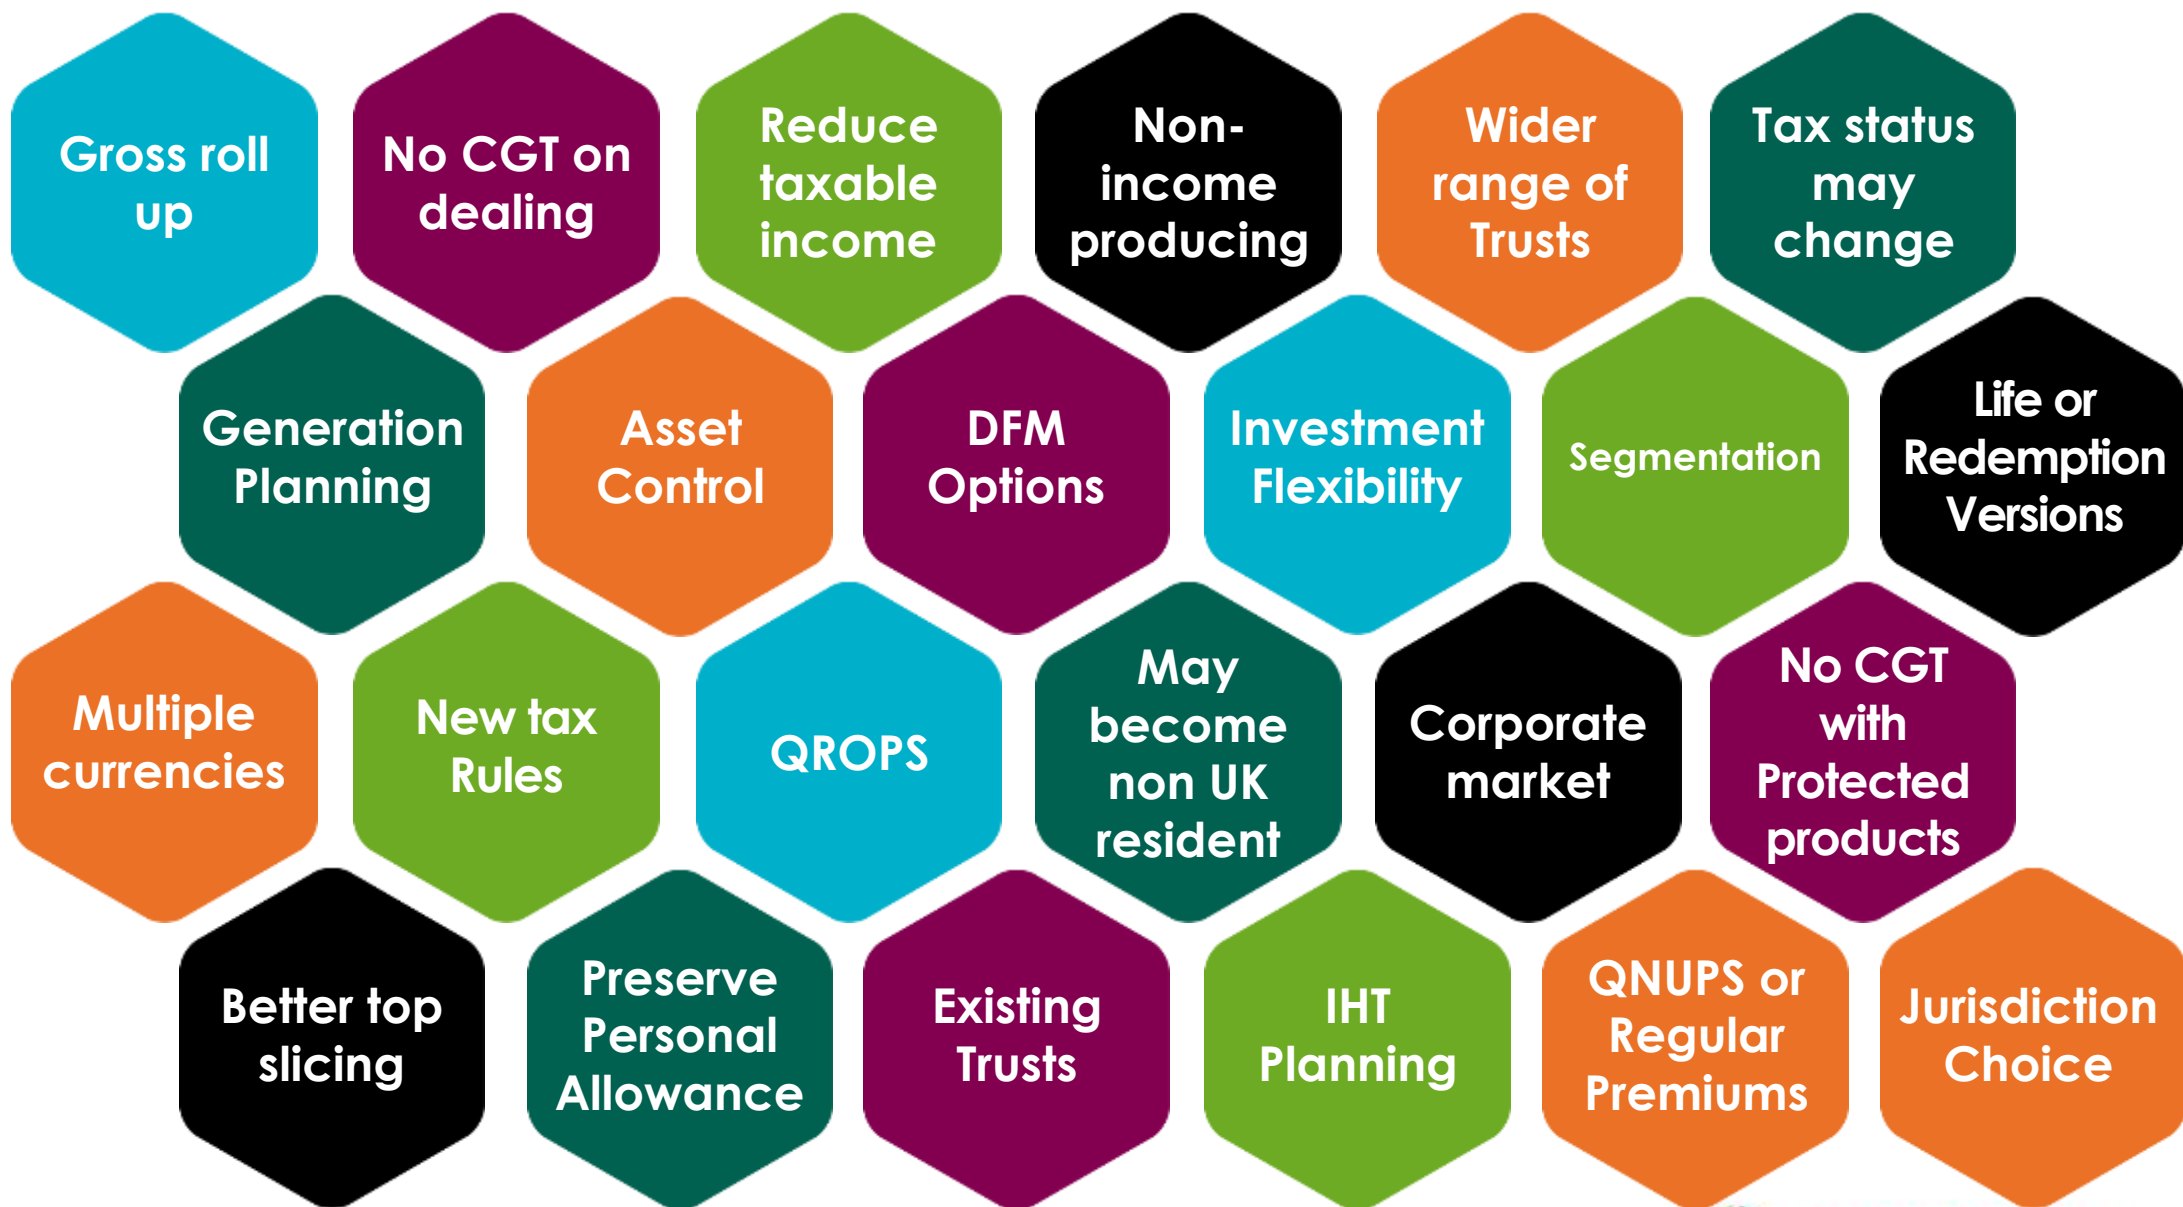 Gross roll
up
No CGT on
dealing
Reduce
taxable
income
Non-
income
producing
Wider
range of
Trusts
Tax status
may
change
Generation
Planning
Asset
Control
DFM
Options
Investment
Flexibility
Segmentation
Life or
Redemption
Versions
Multiple
currencies
New tax
Rules
QROPS
May
become
non UK
resident
Corporate
market
No CGT
with
Protected
products
Better top
slicing
Preserve
Personal
Allowance
Existing
Trusts
IHT
Planning
QNUPS or
Regular
Premiums
Jurisdiction
Choice